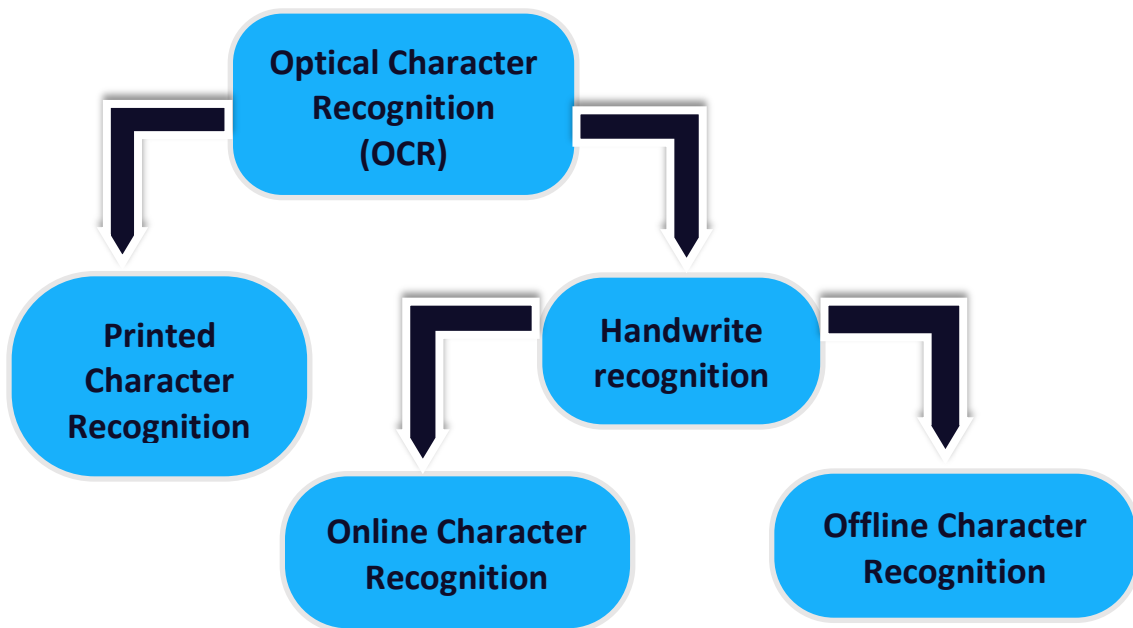 Optical Character
Recognition
(OCR)
Printed
Character
Recognition
Handwrite
recognition
Online Character
Recognition
Offline Character
Recognition